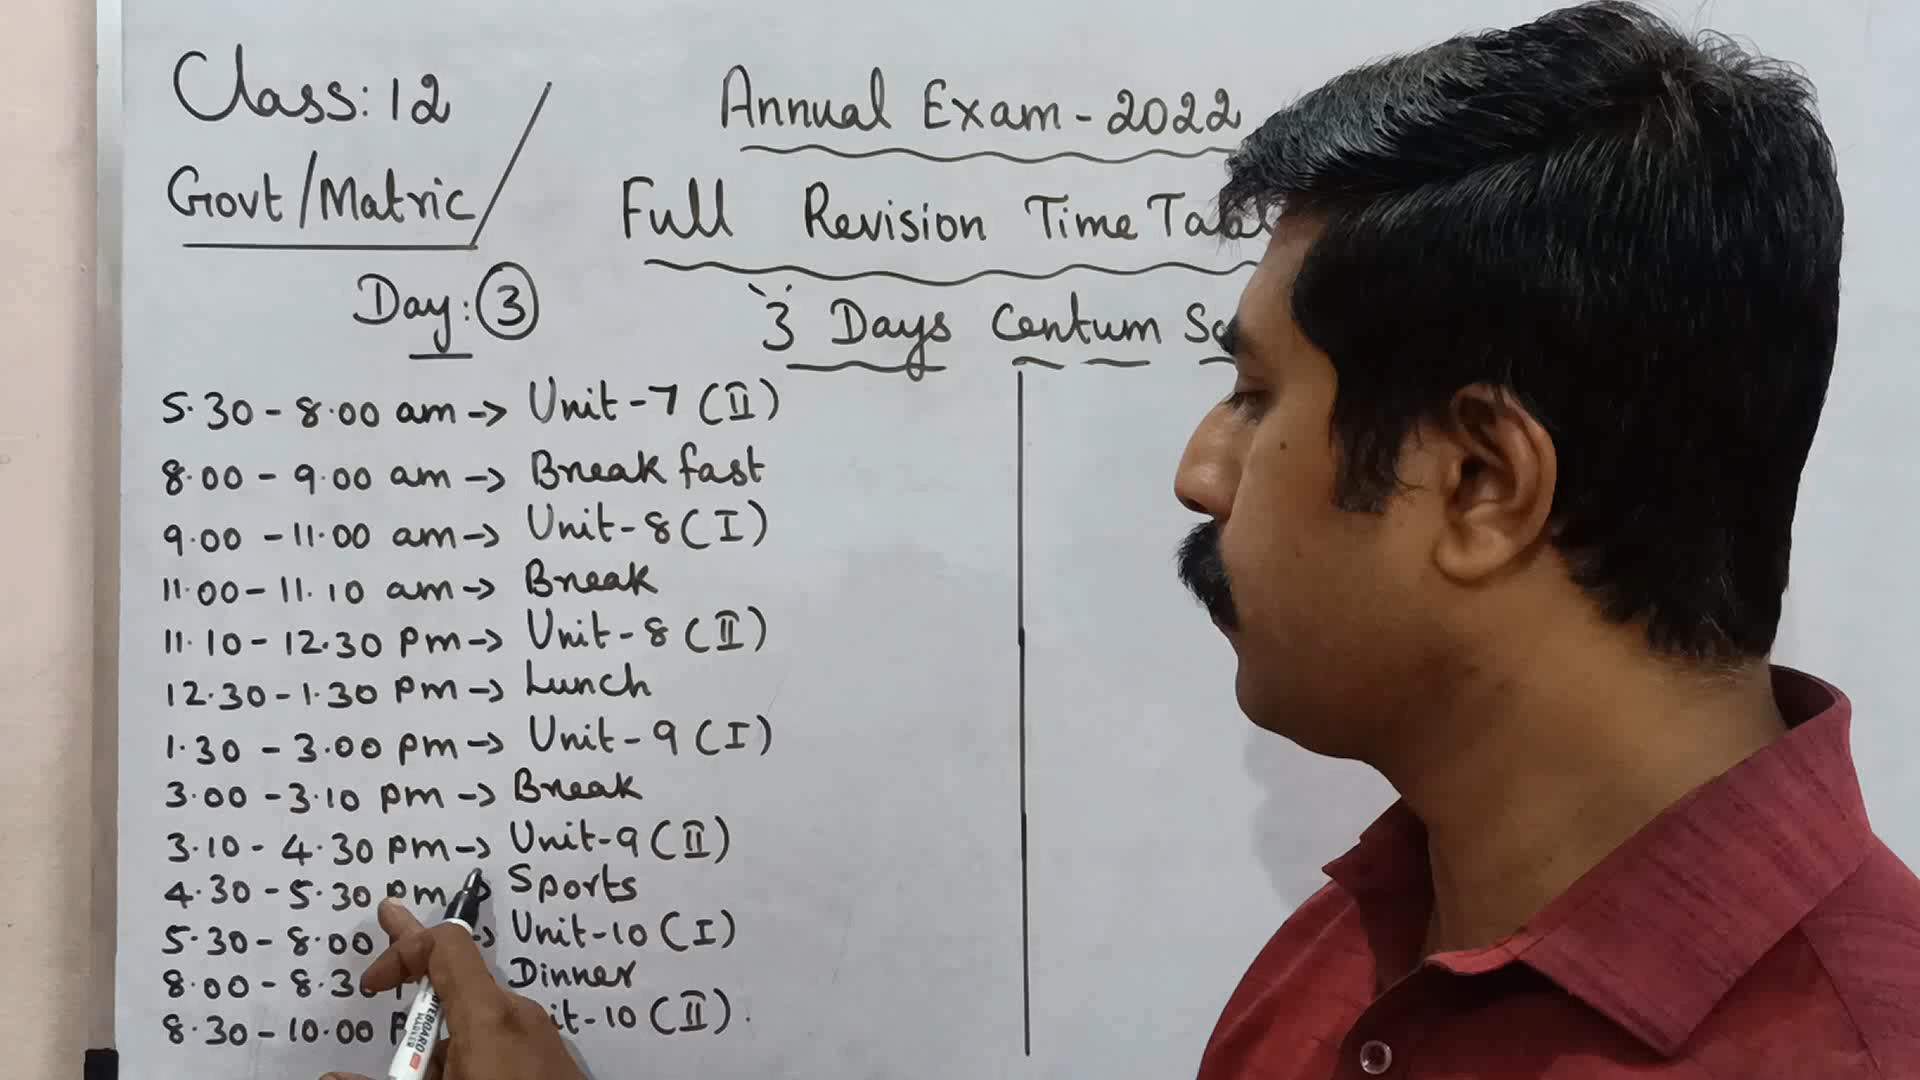 Class: 12
Govt/Matric
Annual Exam - 2022
Full Revision Time
Day: 3
3 Days Centum
5.30 - 8.00 am -> Unit - 7 (II)
8.00 - 9.00 am -> Break fast
9.00 - 11.00 am -> Unit - 8 (I)
11.00 - 11.10 am -> Break
11.10 - 12.30 Pm -> Unit - 8 (II)
12.30 - 1.30 Pm -> Lunch
1.30 - 3.00 pm -> Unit - 9 (I)
3.00 - 3.10 pm -> Break
3.10 - 4.30 pm -> Unit - 9 (II)
4.30 - 5.30 pm -> Sports
5.30 - 8.00 -> Unit - 10 (I)
8.00 - 8.30 Dinner
8.30 - 10.00 P it - 10 (II).
WHITEBOARD
MARKER